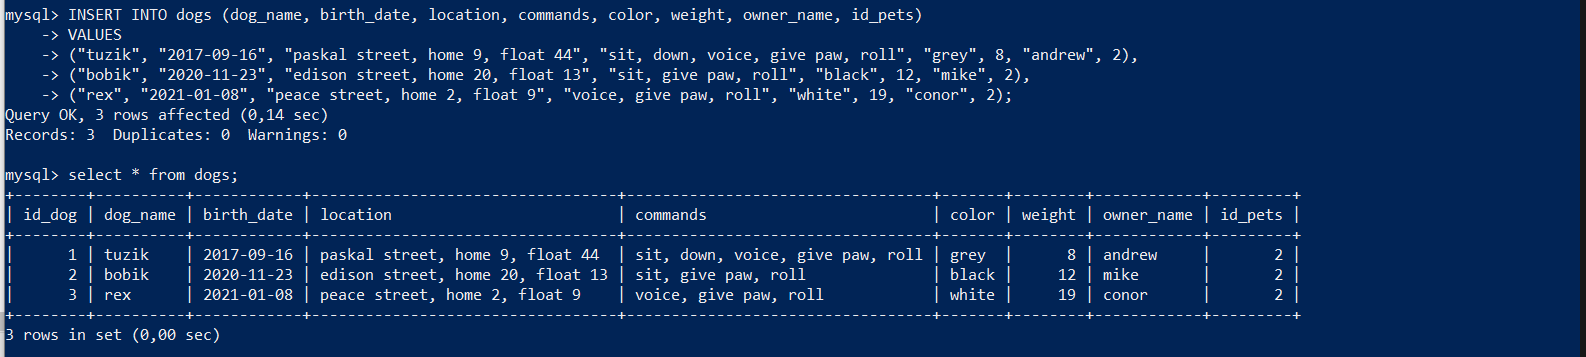 mysql> INSERT INTO dogs (dog_name, birth_date, location, commands, color, weight, owner_name, id_pets)
    -> VALUES
    -> ("tuzik", "2017-09-16", "paskal street, home 9, float 44", "sit, down, voice, give paw, roll", "grey", 8, "andrew", 2),
    -> ("bobik", "2020-11-23", "edison street, home 20, float 13", "sit, give paw, roll", "black", 12, "mike", 2),
    -> ("rex", "2021-01-08", "peace street, home 2, float 9", "voice, give paw, roll", "white", 19, "conor", 2);
Query OK, 3 rows affected (0,14 sec)
Records: 3  Duplicates: 0  Warnings: 0

mysql> select * from dogs;
+--------+----------+------------+----------------------------------+----------------------------------+-------+--------+------------+---------+
| id_dog | dog_name | birth_date | location                         | commands                         | color | weight | owner_name | id_pets |
+--------+----------+------------+----------------------------------+----------------------------------+-------+--------+------------+---------+
|      1 | tuzik    | 2017-09-16 | paskal street, home 9, float 44  | sit, down, voice, give paw, roll | grey  |      8 | andrew     |       2 |
|      2 | bobik    | 2020-11-23 | edison street, home 20, float 13 | sit, give paw, roll              | black |     12 | mike       |       2 |
|      3 | rex      | 2021-01-08 | peace street, home 2, float 9    | voice, give paw, roll            | white |     19 | conor      |       2 |
+--------+----------+------------+----------------------------------+----------------------------------+-------+--------+------------+---------+
3 rows in set (0,00 sec)